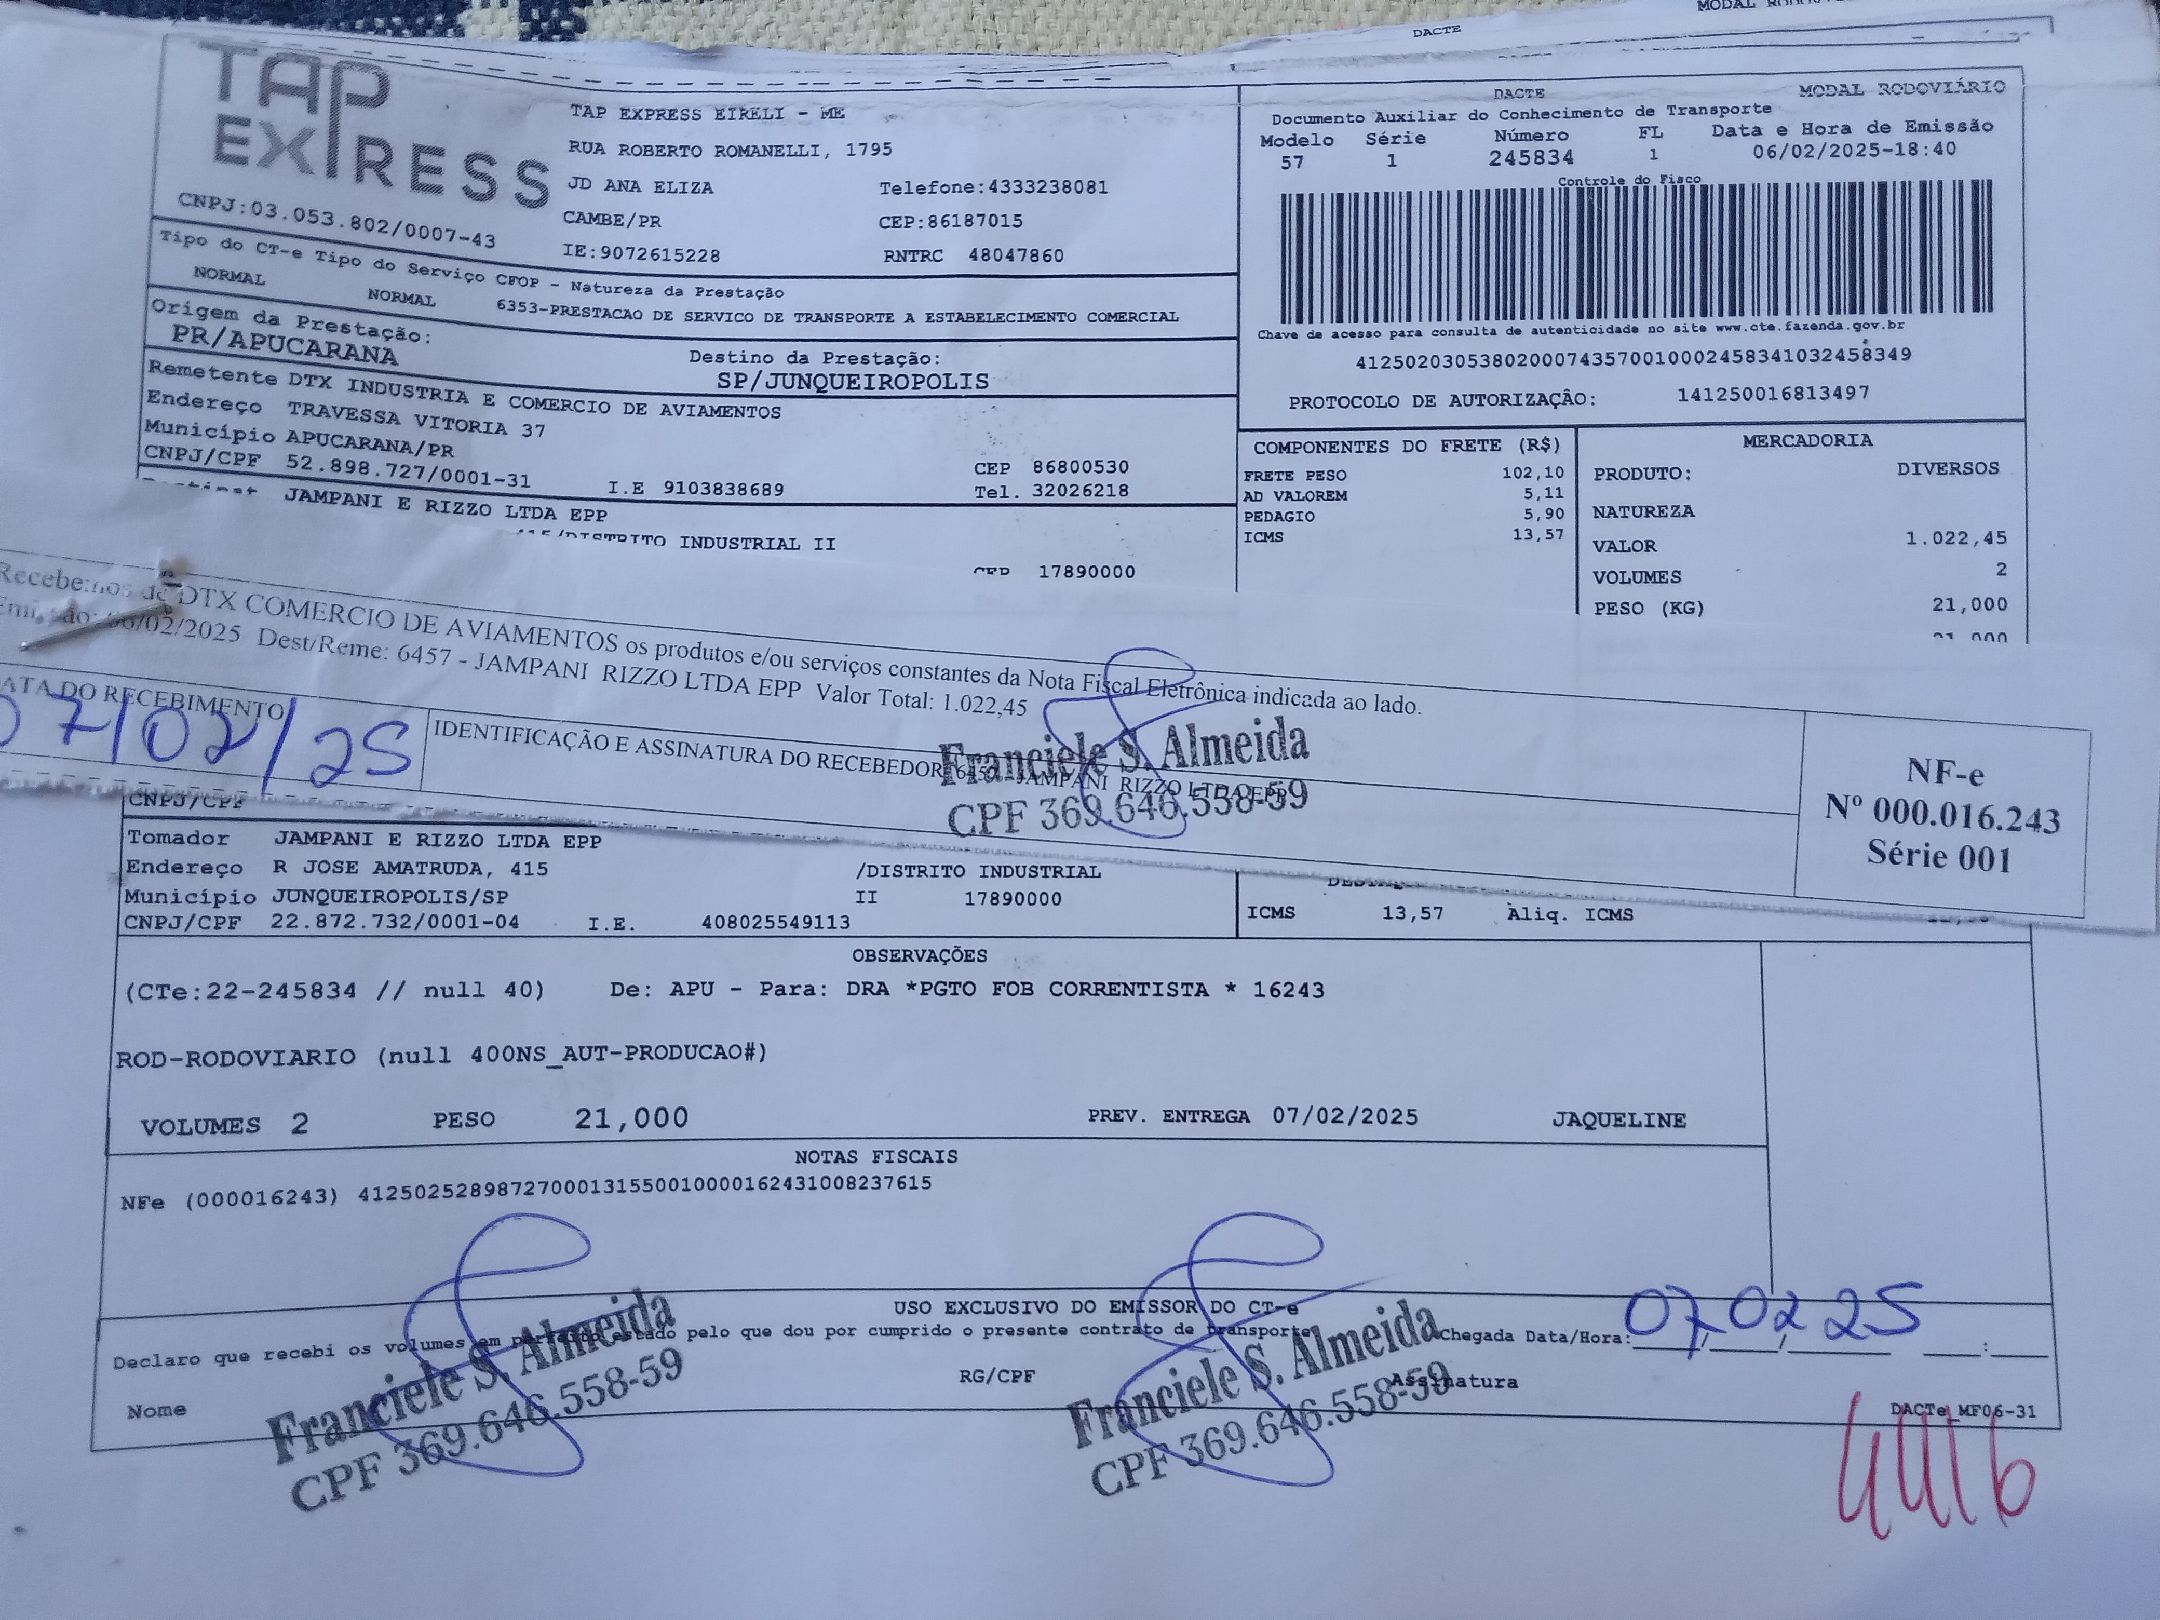 DACTE
TAP EXPRESS
CNPJ:03.053.802/0007-43
TAP EXPRESS EIRELI - ME
RUA ROBERTO ROMANELLI, 1795
JD ANA ELIZA Telefone:4333238081
CAMBE/PR CEP:86187015
IE:9072615228 RNTRC 48047860
DACTE MODAL RODOVIÁRIO
Documento Auxiliar do Conhecimento de Transporte
Modelo Série Número FL Data e Hora de Emissão
57 1 245834 1 06/02/2025-18:40
Controle do Fisco
Chave de acesso para consulta de autenticidade no site www.cte.fazenda.gov.br
41250203053802000743570010002458341032458349
PROTOCOLO DE AUTORIZAÇÃO: 141250016813497
Tipo do CT-e Tipo do Serviço CFOP - Natureza da Prestação
NORMAL NORMAL 6353-PRESTACAO DE SERVICO DE TRANSPORTE A ESTABELECIMENTO COMERCIAL
Origem da Prestação: Destino da Prestação:
PR/APUCARANA SP/JUNQUEIROPOLIS
Remetente DTX INDUSTRIA E COMERCIO DE AVIAMENTOS
Endereço TRAVESSA VITORIA 37
Município APUCARANA/PR CEP 86800530
CNPJ/CPF 52.898.727/0001-31 I.E 9103838689 Tel. 32026218
JAMPANI E RIZZO LTDA EPP
/DISTRITO INDUSTRIAL II
CEP 17890000
COMPONENTES DO FRETE (R$)
FRETE PESO 102,10
AD VALOREM 5,11
PEDAGIO 5,90
ICMS 13,57
MERCADORIA
PRODUTO: DIVERSOS
NATUREZA
VALOR 1.022,45
VOLUMES 2
PESO (KG) 21,000
Recebemos de DTX COMERCIO DE AVIAMENTOS os produtos e/ou serviços constantes da Nota Fiscal Eletrônica indicada ao lado.
06/02/2025 Dest/Reme: 6457 - JAMPANI RIZZO LTDA EPP Valor Total: 1.022,45
DATA DO RECEBIMENTO
07/02/25
IDENTIFICAÇÃO E ASSINATURA DO RECEBEDOR 6457 - JAMPANI RIZZO LTDA EPP
Franciele S. Almeida
CPF 369.646.558-59
NF-e
Nº 000.016.243
Série 001
CNPJ/CPF
Tomador JAMPANI E RIZZO LTDA EPP
Endereço R JOSE AMATRUDA, 415 /DISTRITO INDUSTRIAL
Município JUNQUEIROPOLIS/SP II 17890000
CNPJ/CPF 22.872.732/0001-04 I.E. 408025549113
ICMS 13,57 Aliq. ICMS
OBSERVAÇÕES
(CTe:22-245834 // null 40) De: APU - Para: DRA *PGTO FOB CORRENTISTA * 16243
ROD-RODOVIARIO (null 400NS_AUT-PRODUCAO#)
VOLUMES 2 PESO 21,000 PREV. ENTREGA 07/02/2025 JAQUELINE
NOTAS FISCAIS
NFe (000016243) 41250252898727000131550010000162431008237615
USO EXCLUSIVO DO EMISSOR DO CT-e
Declaro que recebi os volumes em perfeito estado pelo que dou por cumprido o presente contrato de transporte
Chegada Data/Hora: 07 02 25
Nome RG/CPF Assinatura
Franciele S. Almeida
CPF 369.646.558-59
Franciele S. Almeida
CPF 369.646.558-59
DACTe_MF06-31
4416